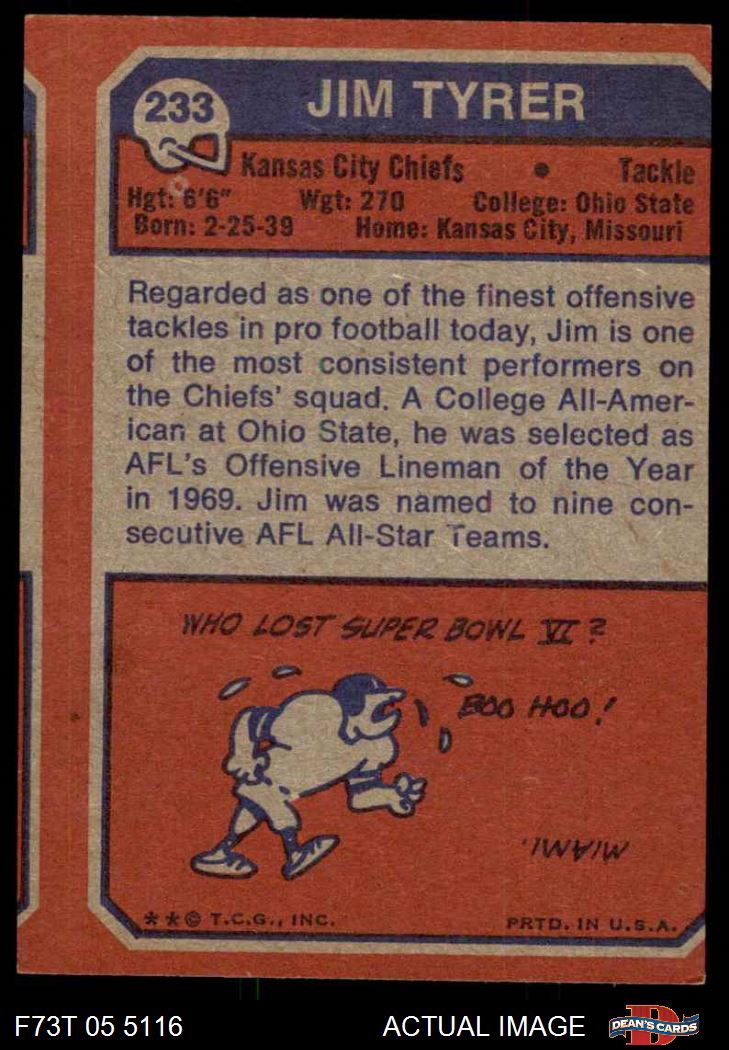 233
JIM TYRER
Kansas City Chiefs • Tackle
Hgt: 6'6" Wgt: 270 College: Ohio State
Born: 2-25-39 Home: Kansas City, Missouri
Regarded as one of the finest offensive
tackles in pro football today, Jim is one
of the most consistent performers on
the Chiefs' squad. A College All-Amer-
ican at Ohio State, he was selected as
AFL's Offensive Lineman of the Year
in 1969. Jim was named to nine con-
secutive AFL All-Star Teams.
WHO LOST SUPER BOWL VI?
BOO HOO!
MIAMI.
**© T.C.G., INC. PRTD. IN U.S.A.
F73T 05 5116 ACTUAL IMAGE D DEAN'S CARDS